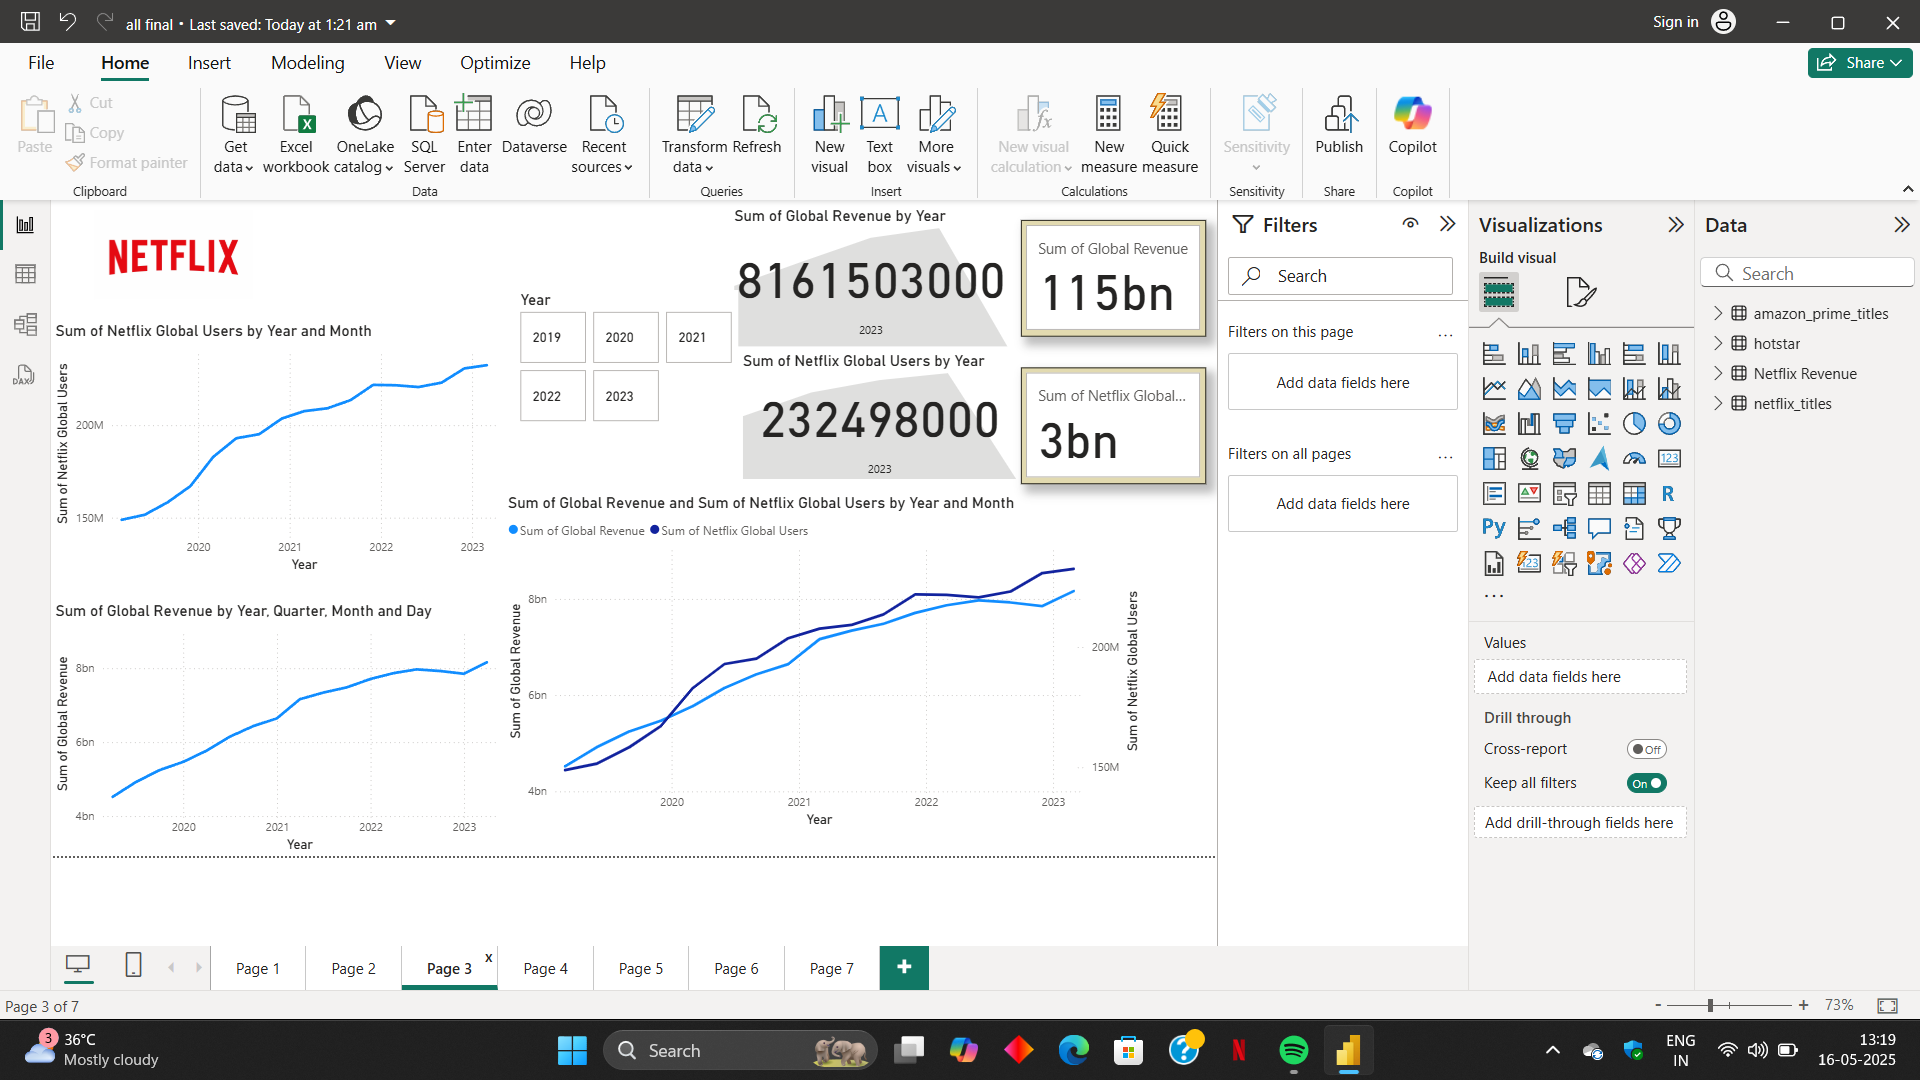 all final • Last saved: Today at 1:21 am
Sign in
File Home Insert Modeling View Optimize Help
Share
Paste
Cut
Copy
Format painter
Clipboard
Get data
Excel workbook
OneLake catalog
SQL Server
Enter data
Dataverse
Recent sources
Data
Transform data
Refresh
Queries
New visual
Text box
More visuals
Insert
New visual calculation
New measure
Quick measure
Calculations
Sensitivity
Sensitivity
Publish
Share
Copilot
Copilot
NETFLIX
Sum of Netflix Global Users by Year and Month
Sum of Netflix Global Users
200M
150M
2020 2021 2022 2023
Year
Sum of Global Revenue by Year, Quarter, Month and Day
Sum of Global Revenue
8bn
6bn
4bn
2020 2021 2022 2023
Year
Year
2019 2020 2021
2022 2023
Sum of Global Revenue by Year
8161503000
2023
Sum of Netflix Global Users by Year
232498000
2023
Sum of Global Revenue
115bn
Sum of Netflix Global...
3bn
Sum of Global Revenue and Sum of Netflix Global Users by Year and Month
Sum of Global Revenue Sum of Netflix Global Users
Sum of Global Revenue
8bn
6bn
4bn
200M
150M
Sum of Netflix Global Users
2020 2021 2022 2023
Year
Filters
Search
Filters on this page
...
Add data fields here
Filters on all pages
...
Add data fields here
Visualizations
Build visual
123
R
Py
123
...
Values
Add data fields here
Drill through
Cross-report
Off
Keep all filters
On
Add drill-through fields here
Data
Search
amazon_prime_titles
hotstar
Netflix Revenue
netflix_titles
DAX
Page 1 Page 2 Page 3 x Page 4 Page 5 Page 6 Page 7 +
Page 3 of 7
- + 73%
3
36°C
Mostly cloudy
Search
N
ENG
IN
13:19
16-05-2025